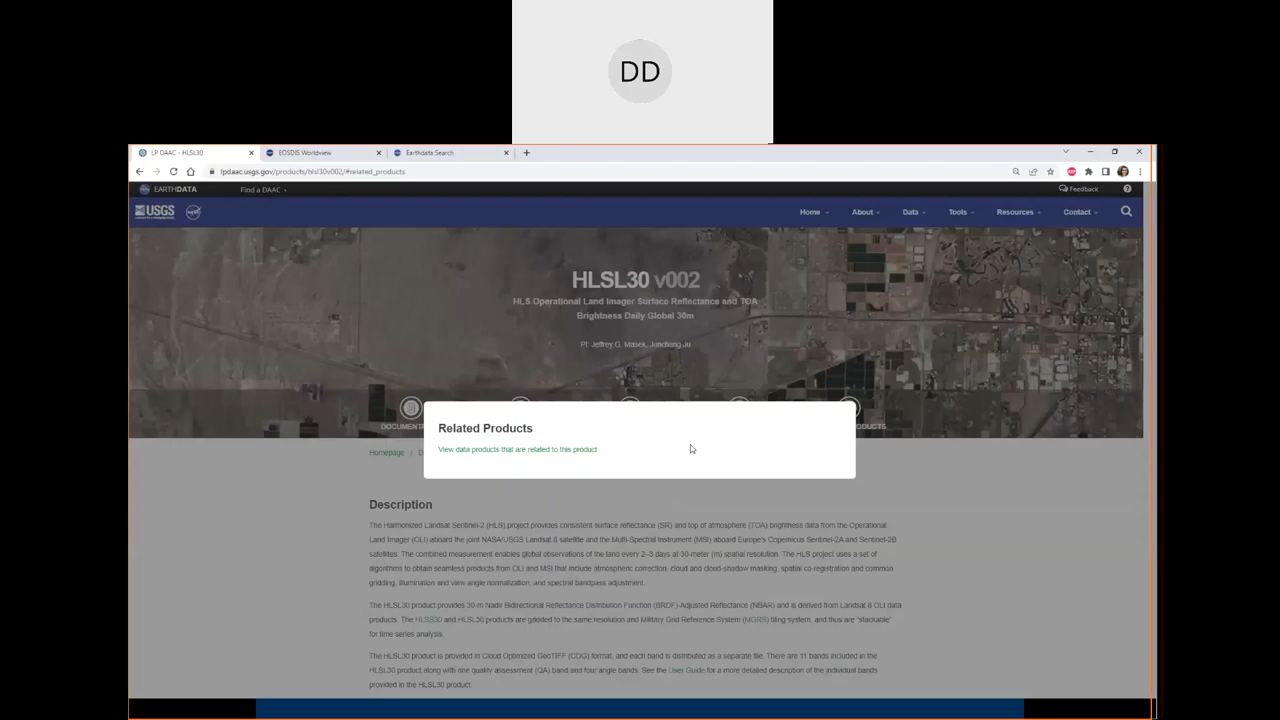 DD
LP DAAC - HLSL30
EOSDIS Worldview
Earthdata Search
lpdaac.usgs.gov/products/hlsl30v002/#related_products
EARTHDATA
Find a DAAC
Feedback
USGS
Home
About
Data
Tools
Resources
Contact
HLSL30 v002
HLS Operational Land Imager Surface Reflectance and TOA
Brightness Daily Global 30m
PI: Jeffrey G. Masek, Junchang Ju
Related Products
View data products that are related to this product
Homepage /
Description
The Harmonized Landsat Sentinel-2 (HLS) project provides consistent surface reflectance (SR) and top of atmosphere (TOA) brightness data from the Operational
Land Imager (OLI) aboard the joint NASA/USGS Landsat 8 satellite and the Multi-Spectral Instrument (MSI) aboard Europe's Copernicus Sentinel-2A and Sentinel-2B
satellites. The combined measurement enables global observations of the land every 2–3 days at 30-meter (m) spatial resolution. The HLS project uses a set of
algorithms to obtain seamless products from OLI and MSI that include atmospheric correction, cloud and cloud-shadow masking, spatial co-registration and common
gridding, illumination and view angle normalization, and spectral bandpass adjustment.
The HLSL30 product provides 30-m Nadir Bidirectional Reflectance Distribution Function (BRDF)-Adjusted Reflectance (NBAR) and is derived from Landsat 8 OLI data
products. The HLSS30 and HLSL30 products are gridded to the same resolution and Military Grid Reference System (MGRS) tiling system, and thus are "stackable"
for time series analysis.
The HLSL30 product is provided in Cloud Optimized GeoTIFF (COG) format, and each band is distributed as a separate file. There are 11 bands included in the
HLSL30 product along with one quality assessment (QA) band and four angle bands. See the User Guide for a more detailed description of the individual bands
provided in the HLSL30 product.